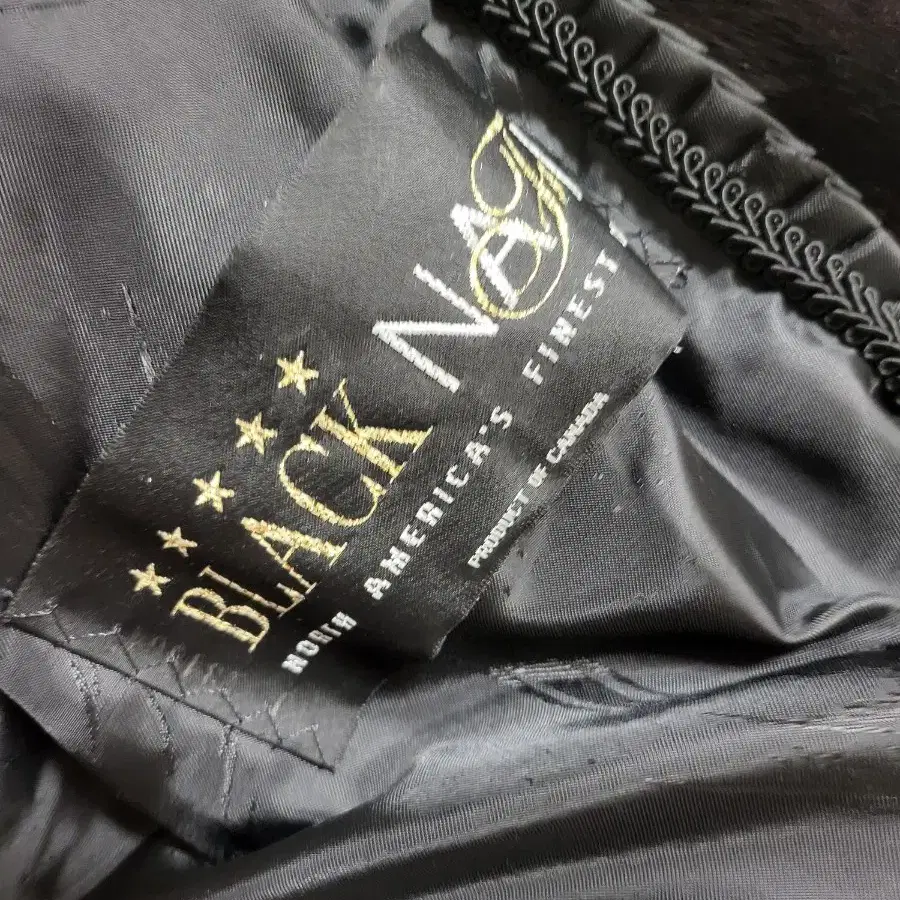 BLACK NAFA
NORTH AMERICA'S FINEST
PRODUCT OF CANADA